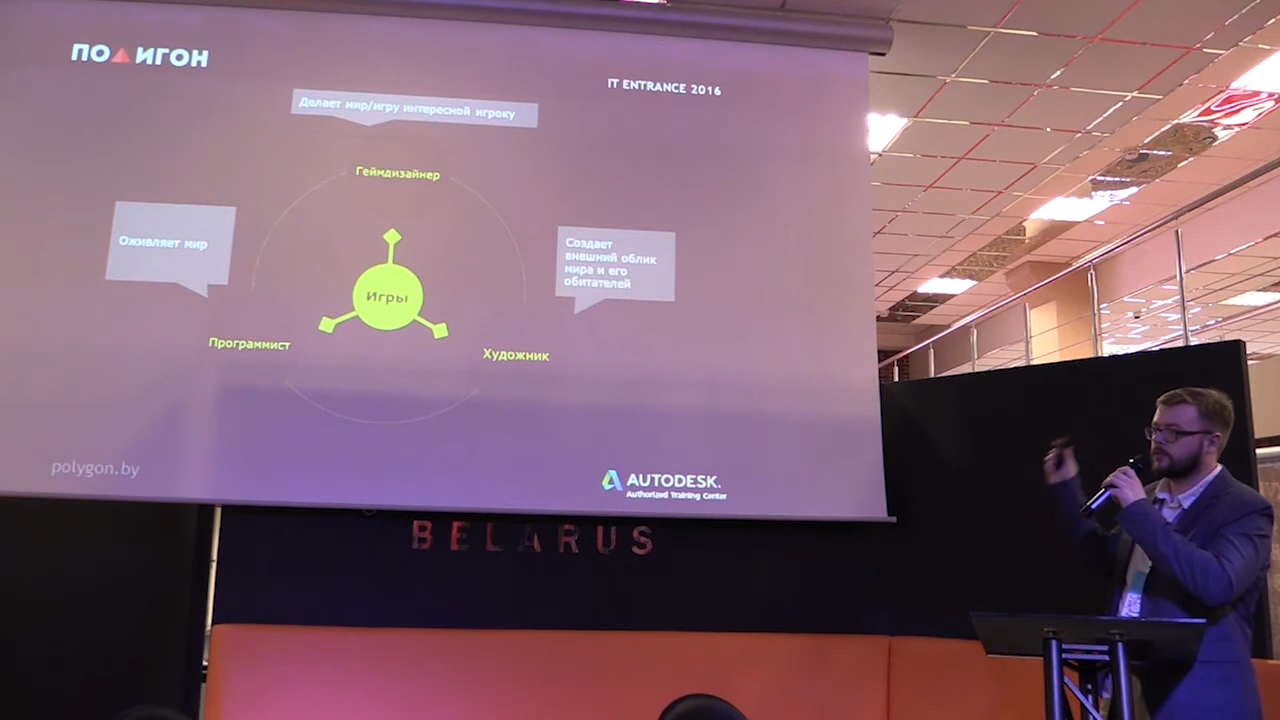 ПОЛИГОН
IT ENTRANCE 2016
Делает мир/игру интересной игроку
Геймдизайнер
Оживляет мир
Создает
внешний облик
мира и его
обитателей
Игры
Программист
Художник
polygon.by
AUTODESK.
Authorized Training Center
BELARUS